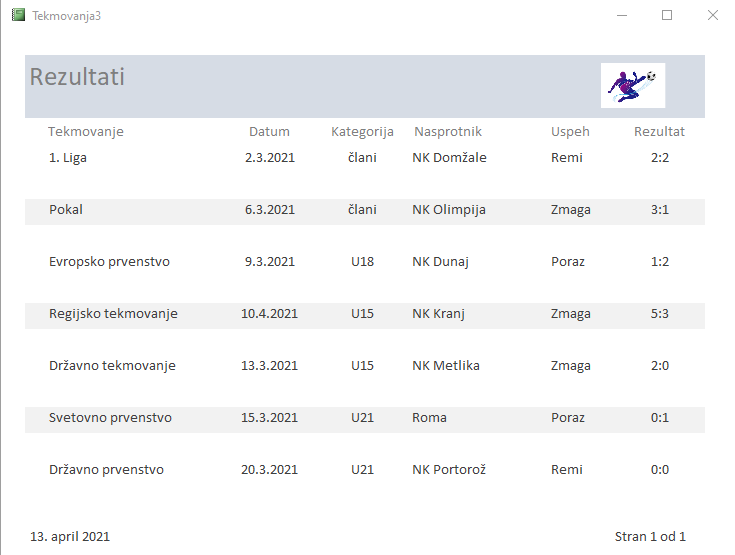 Tekmovanja3
Rezultati
Tekmovanje Datum Kategorija Nasprotnik Uspeh Rezultat
1. Liga 2.3.2021 člani NK Domžale Remi 2:2
Pokal 6.3.2021 člani NK Olimpija Zmaga 3:1
Evropsko prvenstvo 9.3.2021 U18 NK Dunaj Poraz 1:2
Regijsko tekmovanje 10.4.2021 U15 NK Kranj Zmaga 5:3
Državno tekmovanje 13.3.2021 U15 NK Metlika Zmaga 2:0
Svetovno prvenstvo 15.3.2021 U21 Roma Poraz 0:1
Državno prvenstvo 20.3.2021 U21 NK Portorož Remi 0:0
13. april 2021 Stran 1 od 1